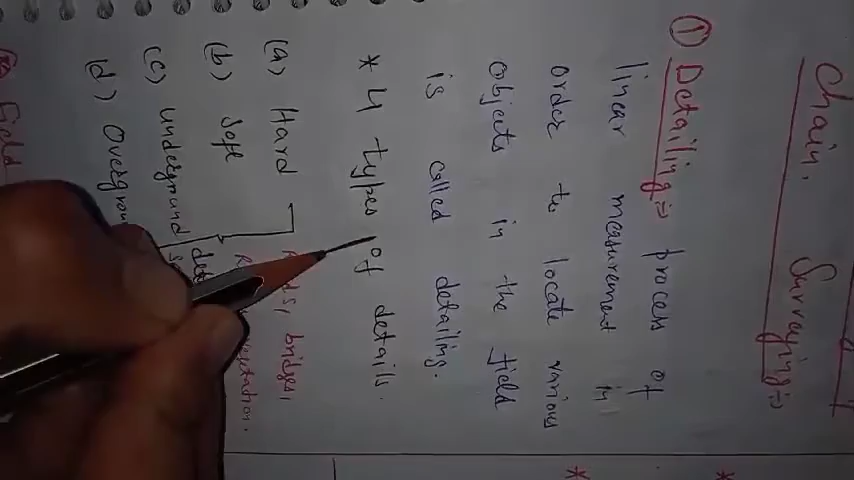 Chain Surveying =>
① Detailing => process of
linear measurement in
order to locate various
objects in the field
is called detailing.
* 4 types of details.
(a) Hard
bridges,
(b) Soft
(c) Underground
(d)
Field